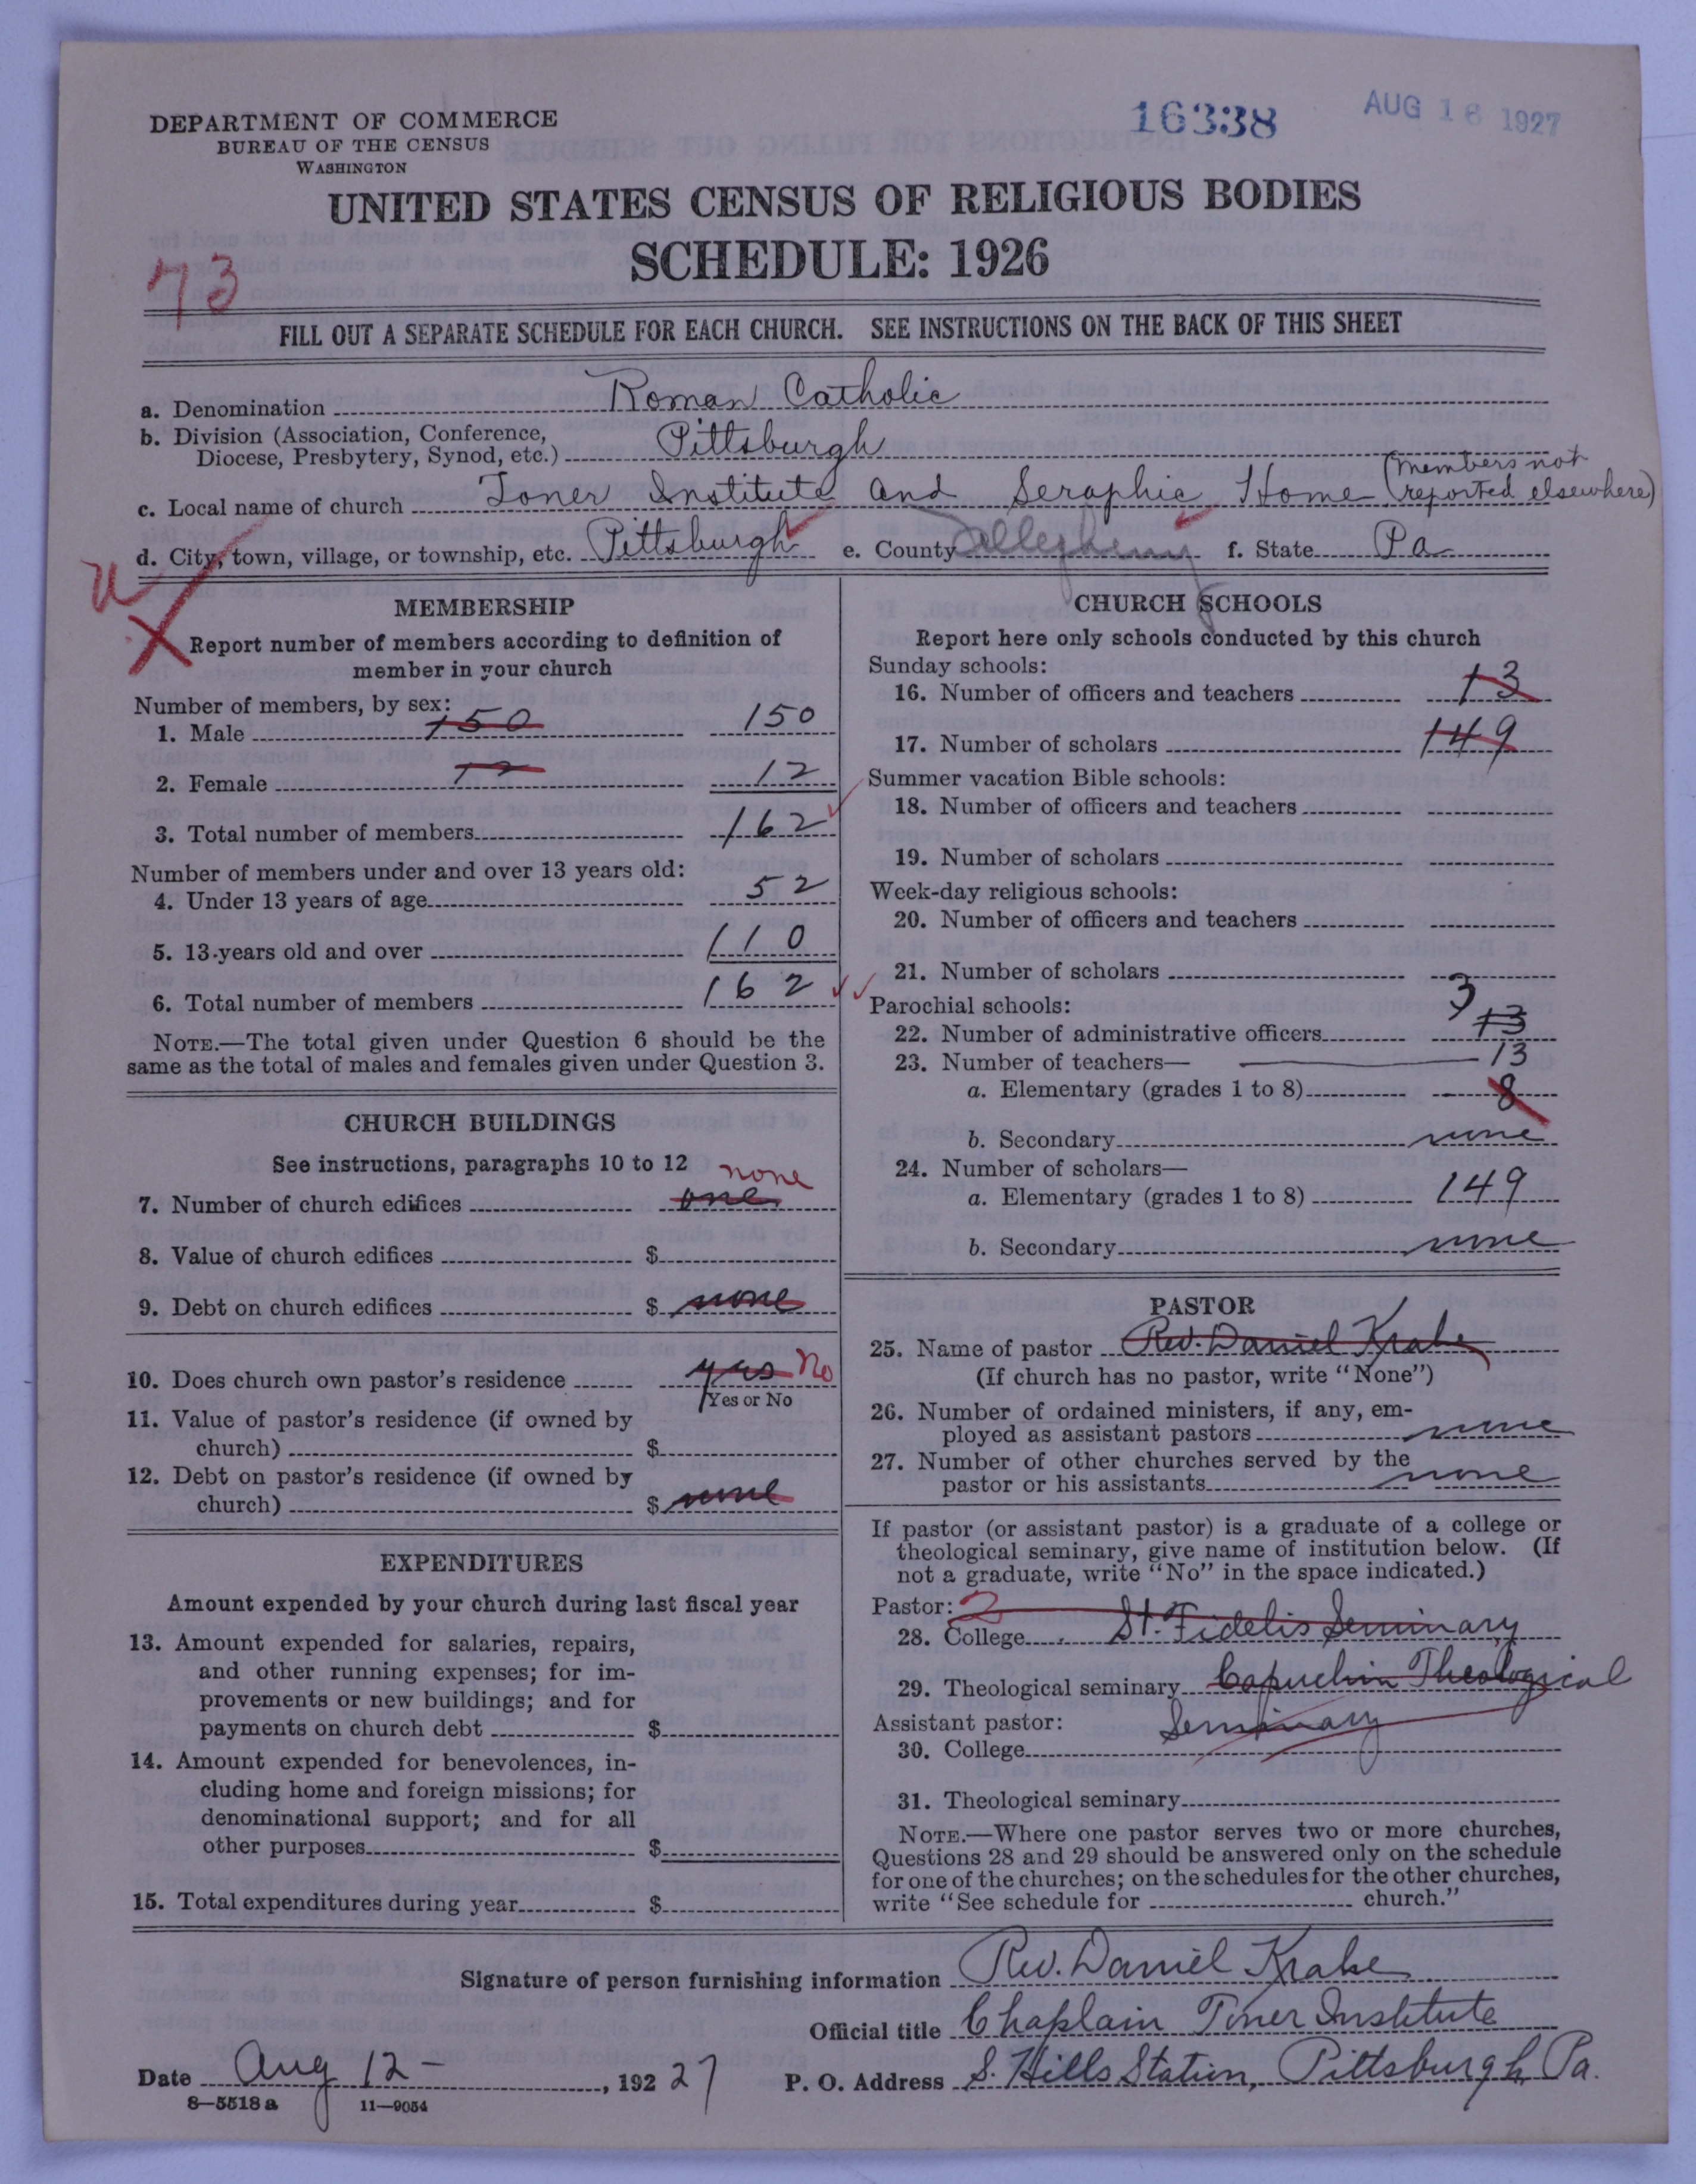 DEPARTMENT OF COMMERCE
BUREAU OF THE CENSUS
WASHINGTON
16338
AUG 16 1927
UNITED STATES CENSUS OF RELIGIOUS BODIES
SCHEDULE: 1926
73
FILL OUT A SEPARATE SCHEDULE FOR EACH CHURCH. SEE INSTRUCTIONS ON THE BACK OF THIS SHEET
a. Denomination Roman Catholic
b. Division (Association, Conference,
Diocese, Presbytery, Synod, etc.) Pittsburgh
c. Local name of church Toner Institute and Seraphic Home (members not
reported elsewhere)
d. City, town, village, or township, etc. Pittsburgh e. County Allegheny f. State Pa
MEMBERSHIP
Report number of members according to definition of
member in your church
Number of members, by sex:
1. Male 150 150
2. Female 12 12
3. Total number of members 162
Number of members under and over 13 years old:
4. Under 13 years of age 52
5. 13 years old and over 110
6. Total number of members 162
NOTE.—The total given under Question 6 should be the
same as the total of males and females given under Question 3.
CHURCH BUILDINGS
See instructions, paragraphs 10 to 12
none
7. Number of church edifices one
8. Value of church edifices $
9. Debt on church edifices $ none
10. Does church own pastor's residence yes No
Yes or No
11. Value of pastor's residence (if owned by
church) $
12. Debt on pastor's residence (if owned by
church) $ none
EXPENDITURES
Amount expended by your church during last fiscal year
13. Amount expended for salaries, repairs,
and other running expenses; for im-
provements or new buildings; and for
payments on church debt $
14. Amount expended for benevolences, in-
cluding home and foreign missions; for
denominational support; and for all
other purposes $
15. Total expenditures during year $
CHURCH SCHOOLS
Report here only schools conducted by this church
Sunday schools:
16. Number of officers and teachers 13
17. Number of scholars 149
Summer vacation Bible schools:
18. Number of officers and teachers
19. Number of scholars
Week-day religious schools:
20. Number of officers and teachers
21. Number of scholars
Parochial schools: 3
22. Number of administrative officers 13
23. Number of teachers— 13
a. Elementary (grades 1 to 8) 8
b. Secondary none
24. Number of scholars—
a. Elementary (grades 1 to 8) 149
b. Secondary none
PASTOR
25. Name of pastor Rev. Daniel Krake
(If church has no pastor, write "None")
26. Number of ordained ministers, if any, em-
ployed as assistant pastors none
27. Number of other churches served by the
pastor or his assistants none
If pastor (or assistant pastor) is a graduate of a college or
theological seminary, give name of institution below. (If
not a graduate, write "No" in the space indicated.)
Pastor: 2
28. College St. Fidelis Seminary
29. Theological seminary Capuchin Theological
Assistant pastor: Seminary
30. College
31. Theological seminary
NOTE.—Where one pastor serves two or more churches,
Questions 28 and 29 should be answered only on the schedule
for one of the churches; on the schedules for the other churches,
write "See schedule for church."
Signature of person furnishing information Rev. Daniel Krake
Official title Chaplain Toner Institute
Date Aug 12 - , 1927 P. O. Address S. Hills Station, Pittsburgh, Pa.
8—5518 a 11—9054